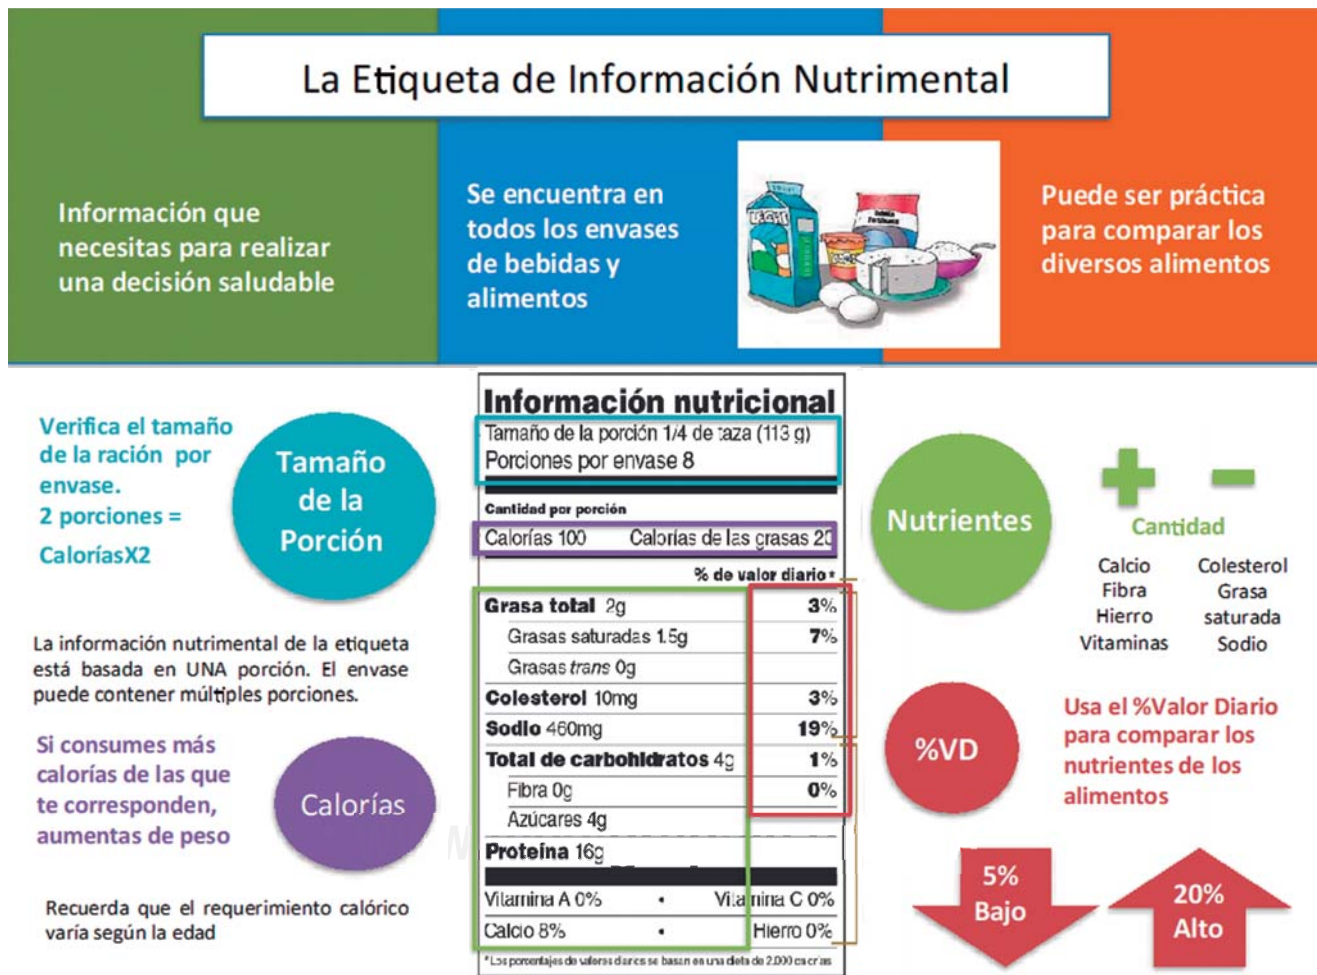 La Etiqueta de Información Nutrimental
Información que
necesitas para realizar
una decisión saludable
Se encuentra en
todos los envases
de bebidas y
alimentos
LECHE
Puede ser práctica
para comparar los
diversos alimentos
Verifica el tamaño
de la ración por
envase.
2 porciones =
CaloríasX2
Tamaño
de la
Porción
La información nutrimental de la etiqueta
está basada en UNA porción. El envase
puede contener múltiples porciones.
Si consumes más
calorías de las que
te corresponden,
aumentas de peso
Calorías
Recuerda que el requerimiento calórico
varía según la edad
Información nutricional
Tamaño de la porción 1/4 de taza (113 g)
Porciones por envase 8
Cantidad por porción
Calorías 100 Calorías de las grasas 20
% de valor diario*
Grasa total 2g 3%
Grasas saturadas 1.5g 7%
Grasas trans 0g
Colesterol 10mg 3%
Sodio 460mg 19%
Total de carbohidratos 4g 1%
Fibra 0g 0%
Azúcares 4g
Proteína 16g
Vitamina A 0% • Vitamina C 0%
Calcio 8% • Hierro 0%
*Los porcentajes de valores diarios se basan en una dieta de 2,000 calorías
Nutrientes
+ −
Cantidad
Calcio Colesterol
Fibra Grasa
Hierro saturada
Vitaminas Sodio
%VD
Usa el %Valor Diario
para comparar los
nutrientes de los
alimentos
5%
Bajo
20%
Alto